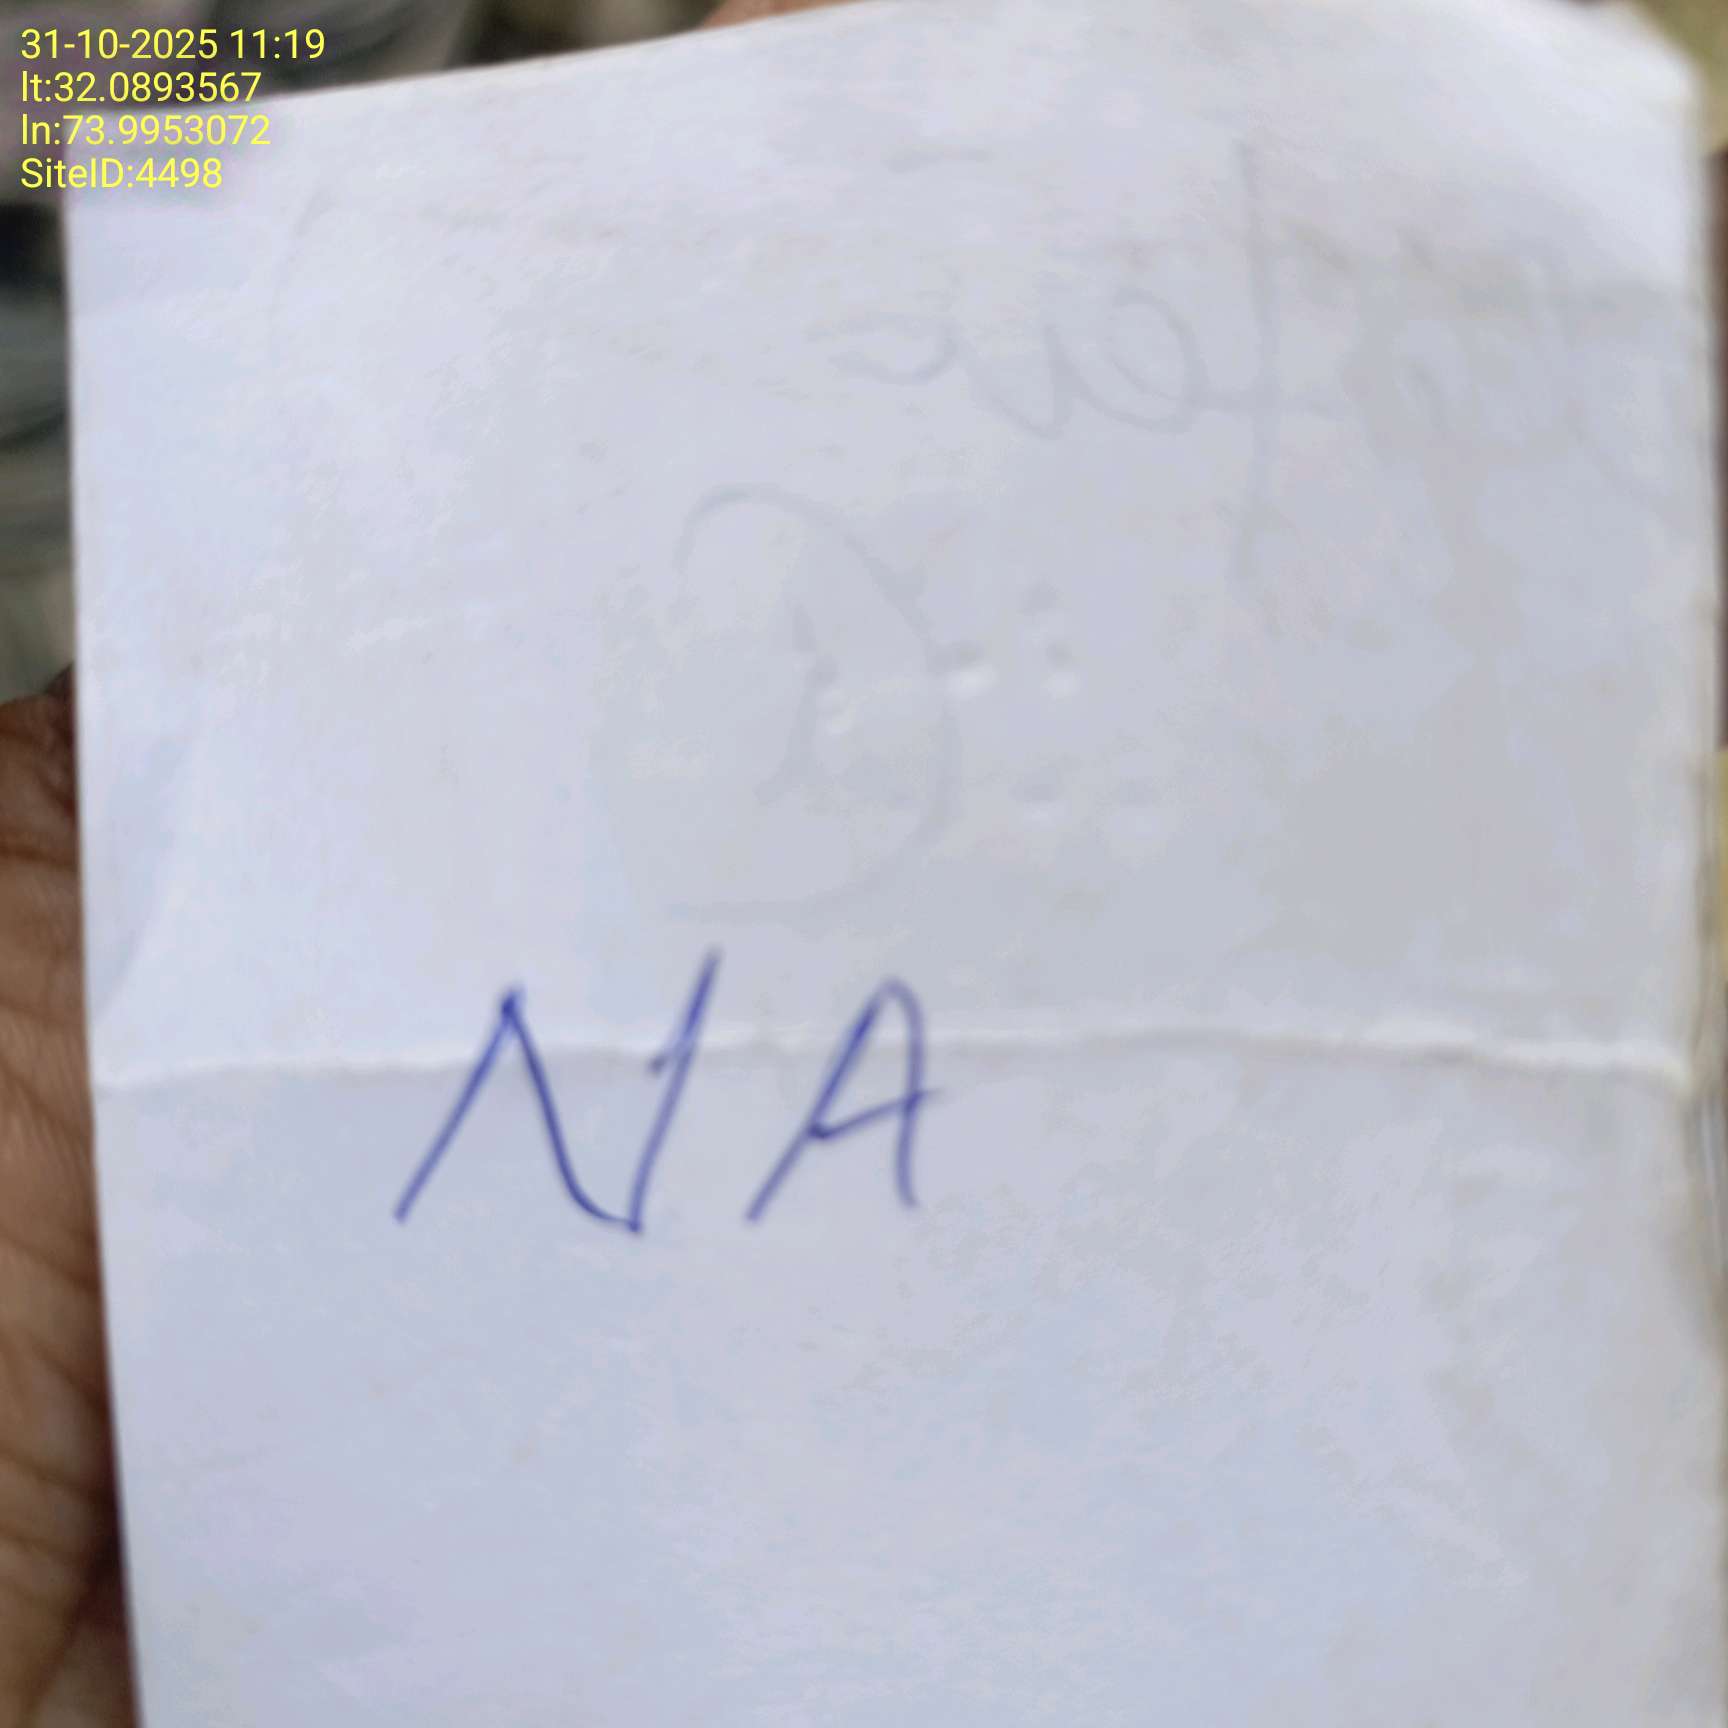 31-10-2025 11:19
lt:32.0893567
ln:73.9953072
SiteID:4498
NA